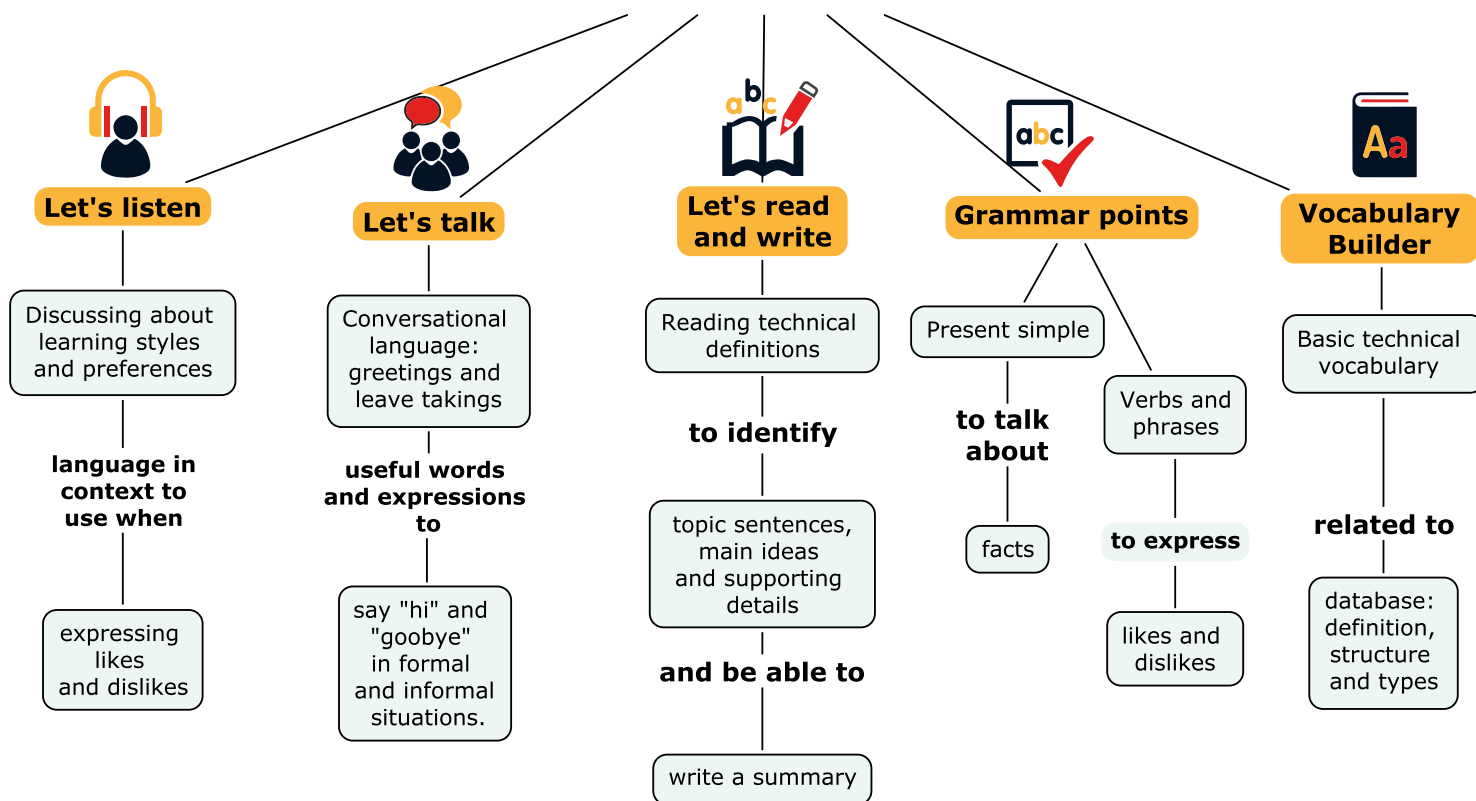 abc
abc
Aa
Let's listen
Discussing about
learning styles
and preferences
language in
context to
use when
expressing
likes
and dislikes
Let's talk
Conversational
language:
greetings and
leave takings
useful words
and expressions
to
say "hi" and
"goobye"
in formal
and informal
situations.
Let's read
and write
Reading technical
definitions
to identify
topic sentences,
main ideas
and supporting
details
and be able to
write a summary
Grammar points
Present simple
to talk
about
facts
Verbs and
phrases
to express
likes and
dislikes
Vocabulary
Builder
Basic technical
vocabulary
related to
database:
definition,
structure
and types